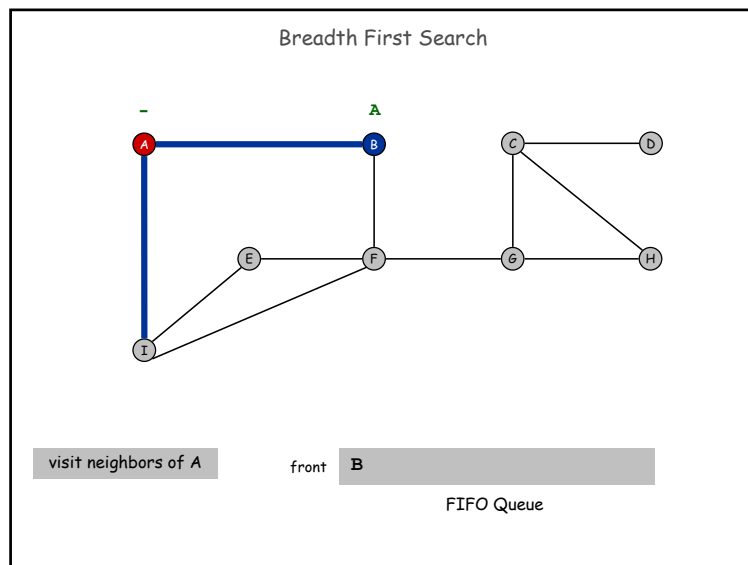 Breadth First Search
- A
A B C D
E F G H
I
visit neighbors of A
front B
FIFO Queue